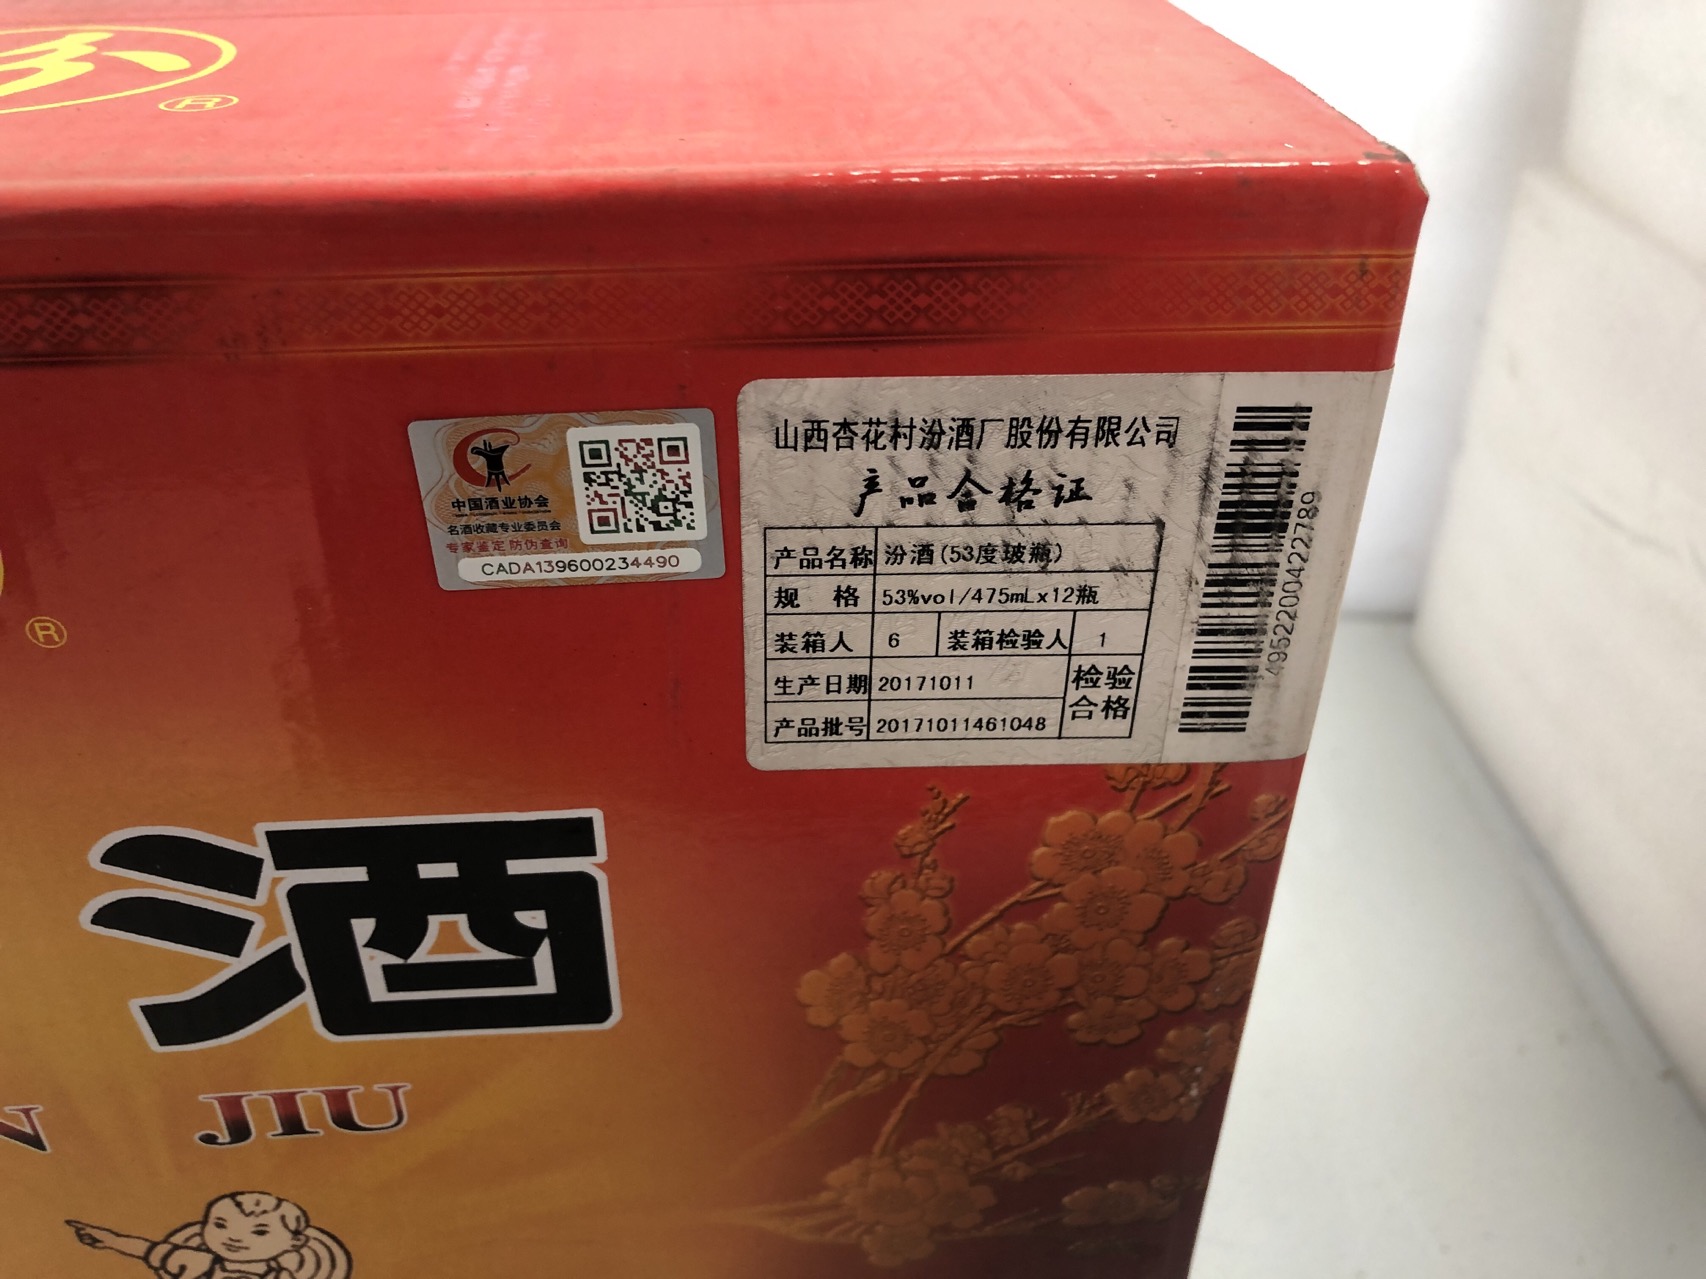 汾
®
®
中国酒业协会
名酒收藏专业委员会
专家鉴定 防伪查询
CADA139600234490
山西杏花村汾酒厂股份有限公司
产品合格证
产品名称 汾酒(53度玻瓶)
规 格 53%vol/475mLx12瓶
装箱人 6 装箱检验人 1
生产日期 20171011
检验合格
产品批号 20171011461048
4952200422789
酒
JIU